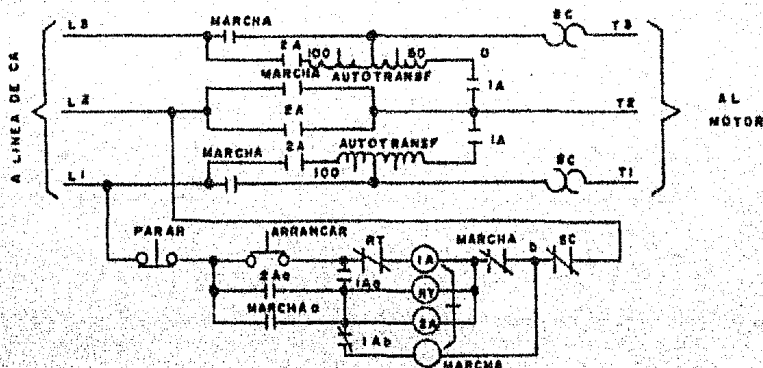 L3 MARCHA SC T3
2A 100 50 0
MARCHA AUTOTRANSF 1A
A LINEA DE CA L2 T2 AL MOTOR
2A AUTOTRANSF 1A
MARCHA 2A 100 SC
L1 T1
PARAR ARRANCAR RT 1A MARCHA b SC
2Aa 1Aa RT
MARCHA a 2A
1Ab MARCHA